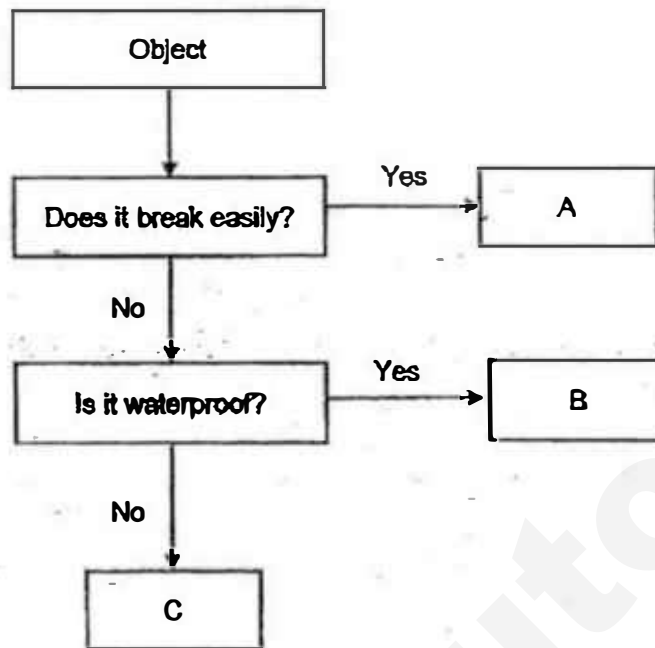 Object
Does it break easily?
Yes
A
No
Is it waterproof?
Yes
B
No
C